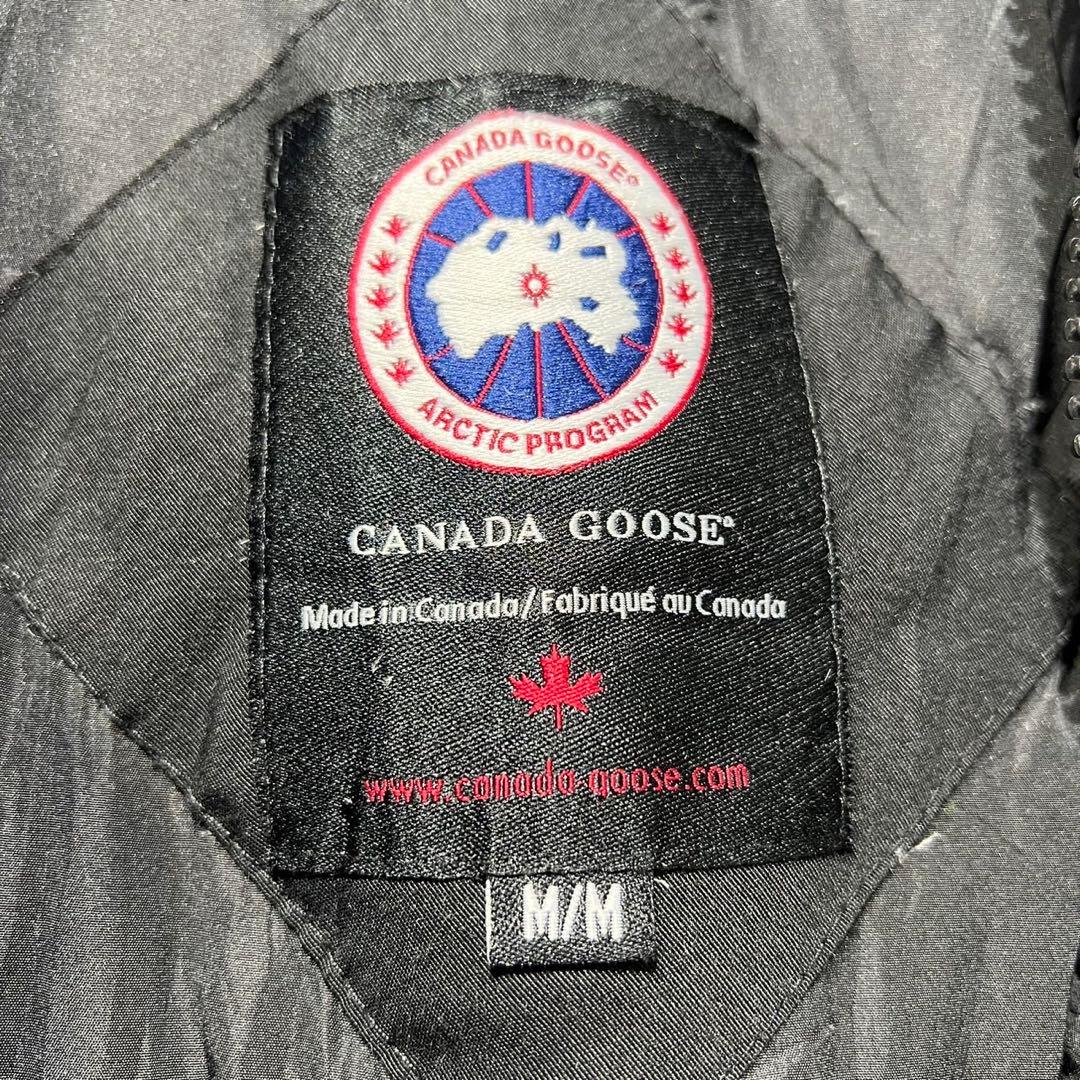 CANADA GOOSE®
ARCTIC PROGRAM
CANADA GOOSE®
Made in Canada/Fabriqué au Canada
www.canada-goose.com
M/M